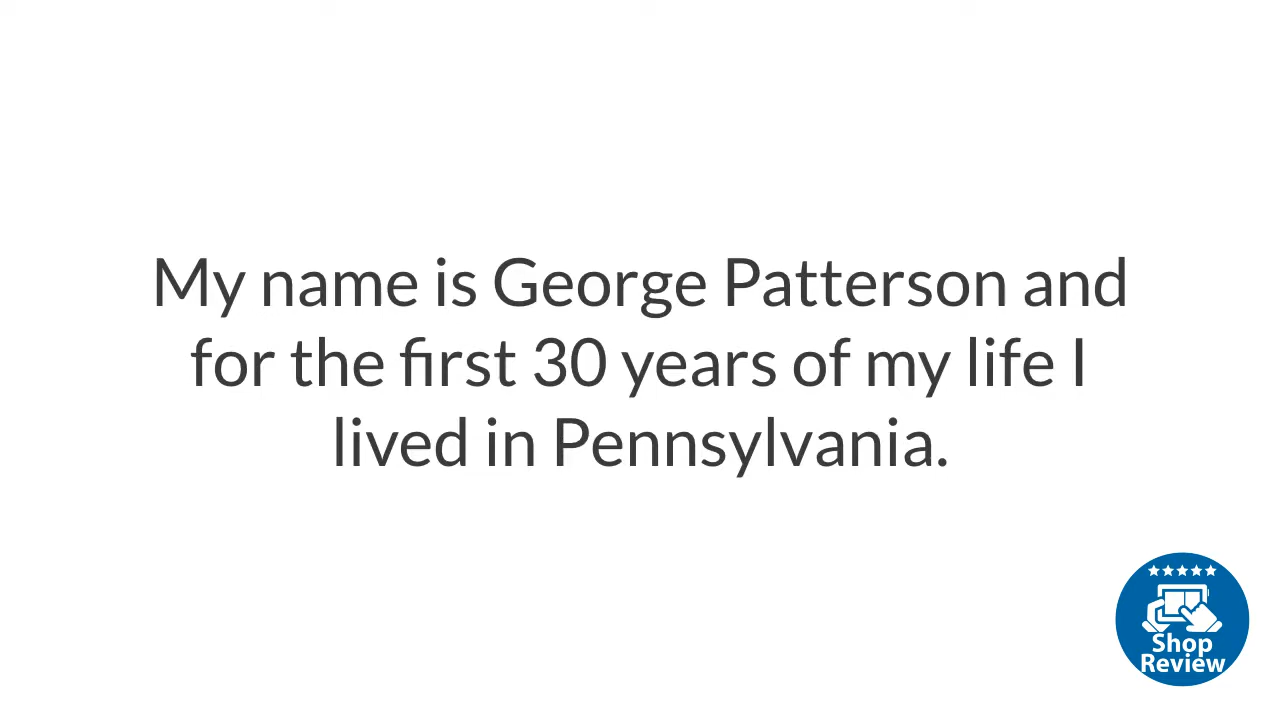 My name is George Patterson and
for the first 30 years of my life I
lived in Pennsylvania.
Shop
Review